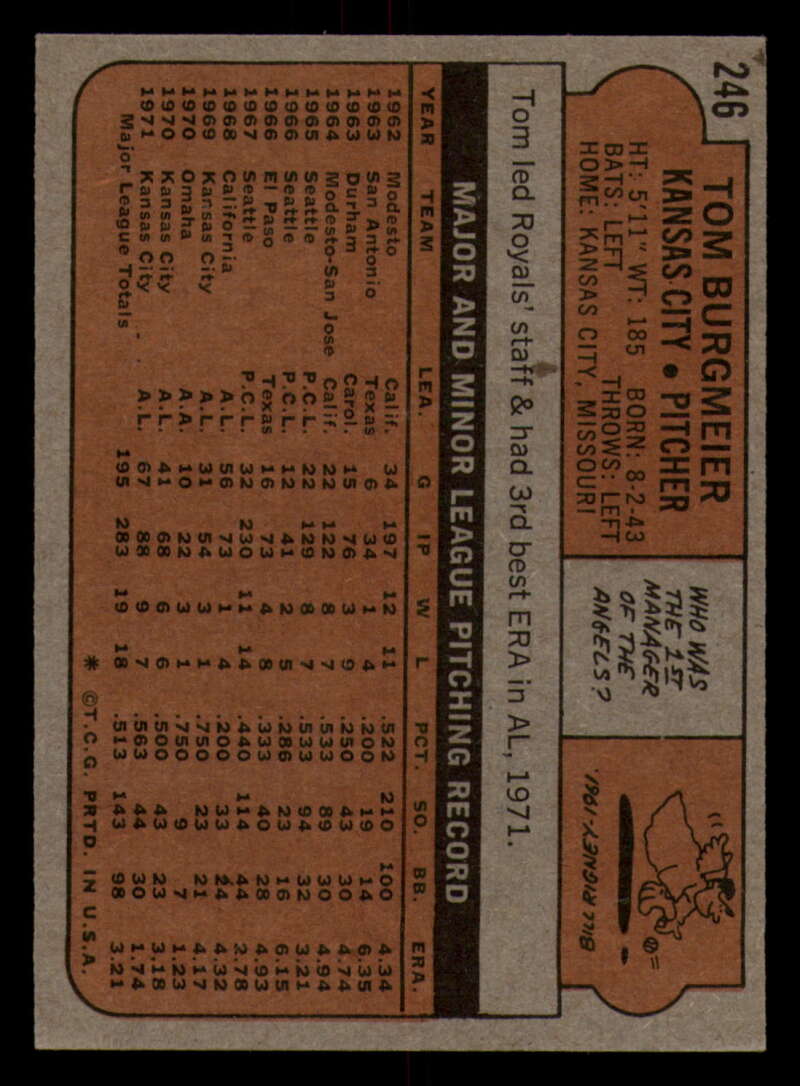 246
TOM BURGMEIER
KANSAS CITY • PITCHER
HT: 5'11" WT: 185 BORN: 8-2-43
BATS: LEFT THROWS: LEFT
HOME: KANSAS CITY, MISSOURI
WHO WAS
THE 1ST
MANAGER
OF THE
ANGELS?
BILL RIGNEY-1961.
Tom led Royals' staff & had 3rd best ERA in AL, 1971.
MAJOR AND MINOR LEAGUE PITCHING RECORD
YEAR TEAM LEA. G IP W L PCT. SO. BB. ERA.
1962 Modesto Calif. 34 197 12 11 .522 210 100 4.34
1963 San Antonio Texas 6 34 1 4 .200 19 14 6.35
1963 Durham Carol. 15 76 3 9 .250 43 30 4.74
1964 Modesto-San Jose Calif. 22 122 8 7 .533 89 30 4.94
1965 Seattle P.C.L. 22 129 8 7 .533 94 32 3.21
1966 Seattle P.C.L. 12 41 2 5 .286 23 16 6.15
1966 El Paso Texas 16 73 4 8 .333 40 28 4.93
1967 Seattle P.C.L. 32 230 11 14 .440 114 44 2.78
1968 California A.L. 56 73 1 4 .200 33 24 4.32
1969 Kansas City A.L. 31 54 3 1 .750 23 21 4.17
1970 Omaha A.A. 10 22 3 1 .750 9 7 1.23
1970 Kansas City A.L. 41 68 6 6 .500 43 23 3.18
1971 Kansas City A.L. 67 88 9 7 .563 44 30 1.74
Major League Totals 195 283 19 18 .513 143 98 3.21
* ©T.C.G. PRTD. IN U.S.A.